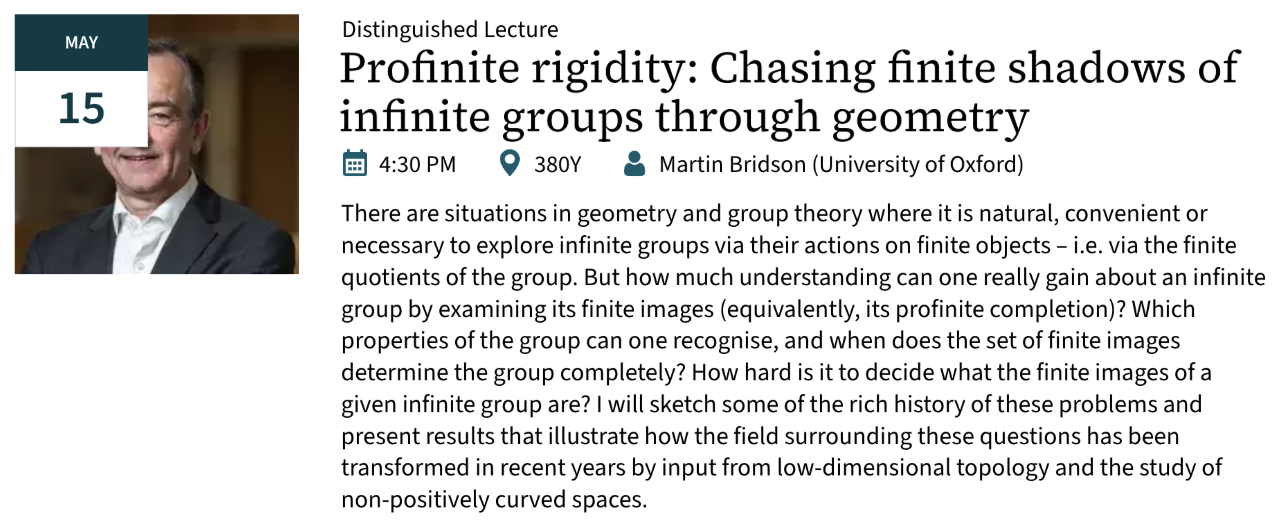 MAY
15
Distinguished Lecture
Profinite rigidity: Chasing finite shadows of
infinite groups through geometry
4:30 PM 380Y Martin Bridson (University of Oxford)
There are situations in geometry and group theory where it is natural, convenient or
necessary to explore infinite groups via their actions on finite objects – i.e. via the finite
quotients of the group. But how much understanding can one really gain about an infinite
group by examining its finite images (equivalently, its profinite completion)? Which
properties of the group can one recognise, and when does the set of finite images
determine the group completely? How hard is it to decide what the finite images of a
given infinite group are? I will sketch some of the rich history of these problems and
present results that illustrate how the field surrounding these questions has been
transformed in recent years by input from low-dimensional topology and the study of
non-positively curved spaces.